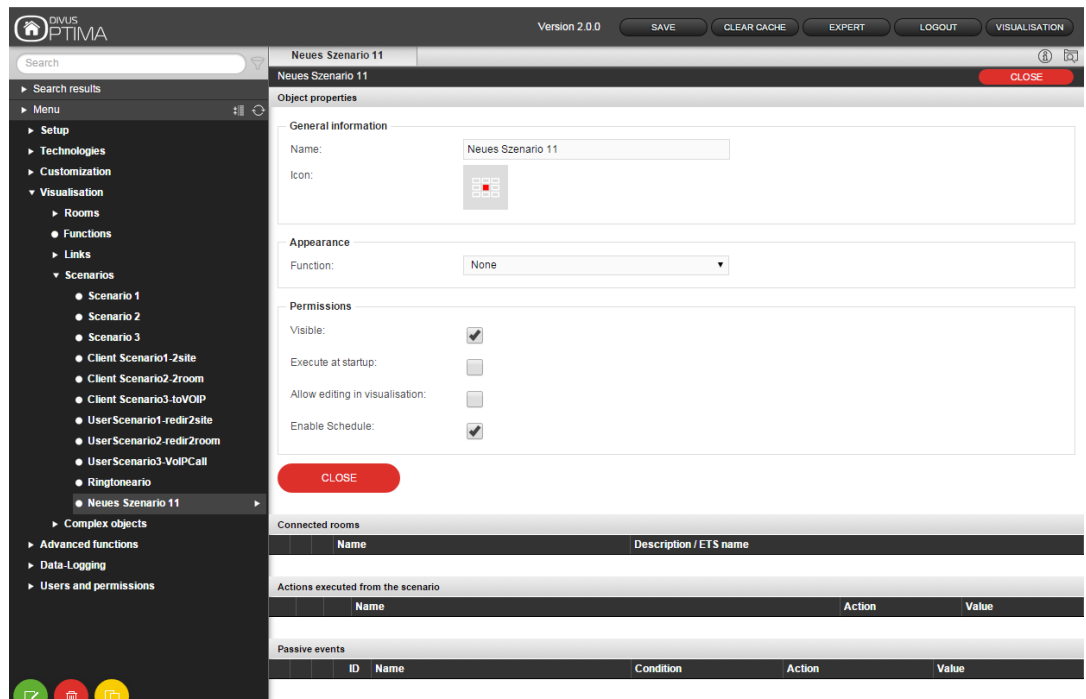 DIVUS
OPTIMA
Version 2.0.0
SAVE
CLEAR CACHE
EXPERT
LOGOUT
VISUALISATION
Search
Search results
Menu
Setup
Technologies
Customization
Visualisation
Rooms
Functions
Links
Scenarios
Scenario 1
Scenario 2
Scenario 3
Client Scenario1-2site
Client Scenario2-2room
Client Scenario3-toVOIP
UserScenario1-redir2site
UserScenario2-redir2room
UserScenario3-VoIPCall
Ringtoneario
Neues Szenario 11
Complex objects
Advanced functions
Data-Logging
Users and permissions
Neues Szenario 11
Neues Szenario 11
CLOSE
Object properties
General information
Name: Neues Szenario 11
Icon:
Appearance
Function: None
Permissions
Visible:
Execute at startup:
Allow editing in visualisation:
Enable Schedule:
CLOSE
Connected rooms
Name Description / ETS name
Actions executed from the scenario
Name Action Value
Passive events
ID Name Condition Action Value